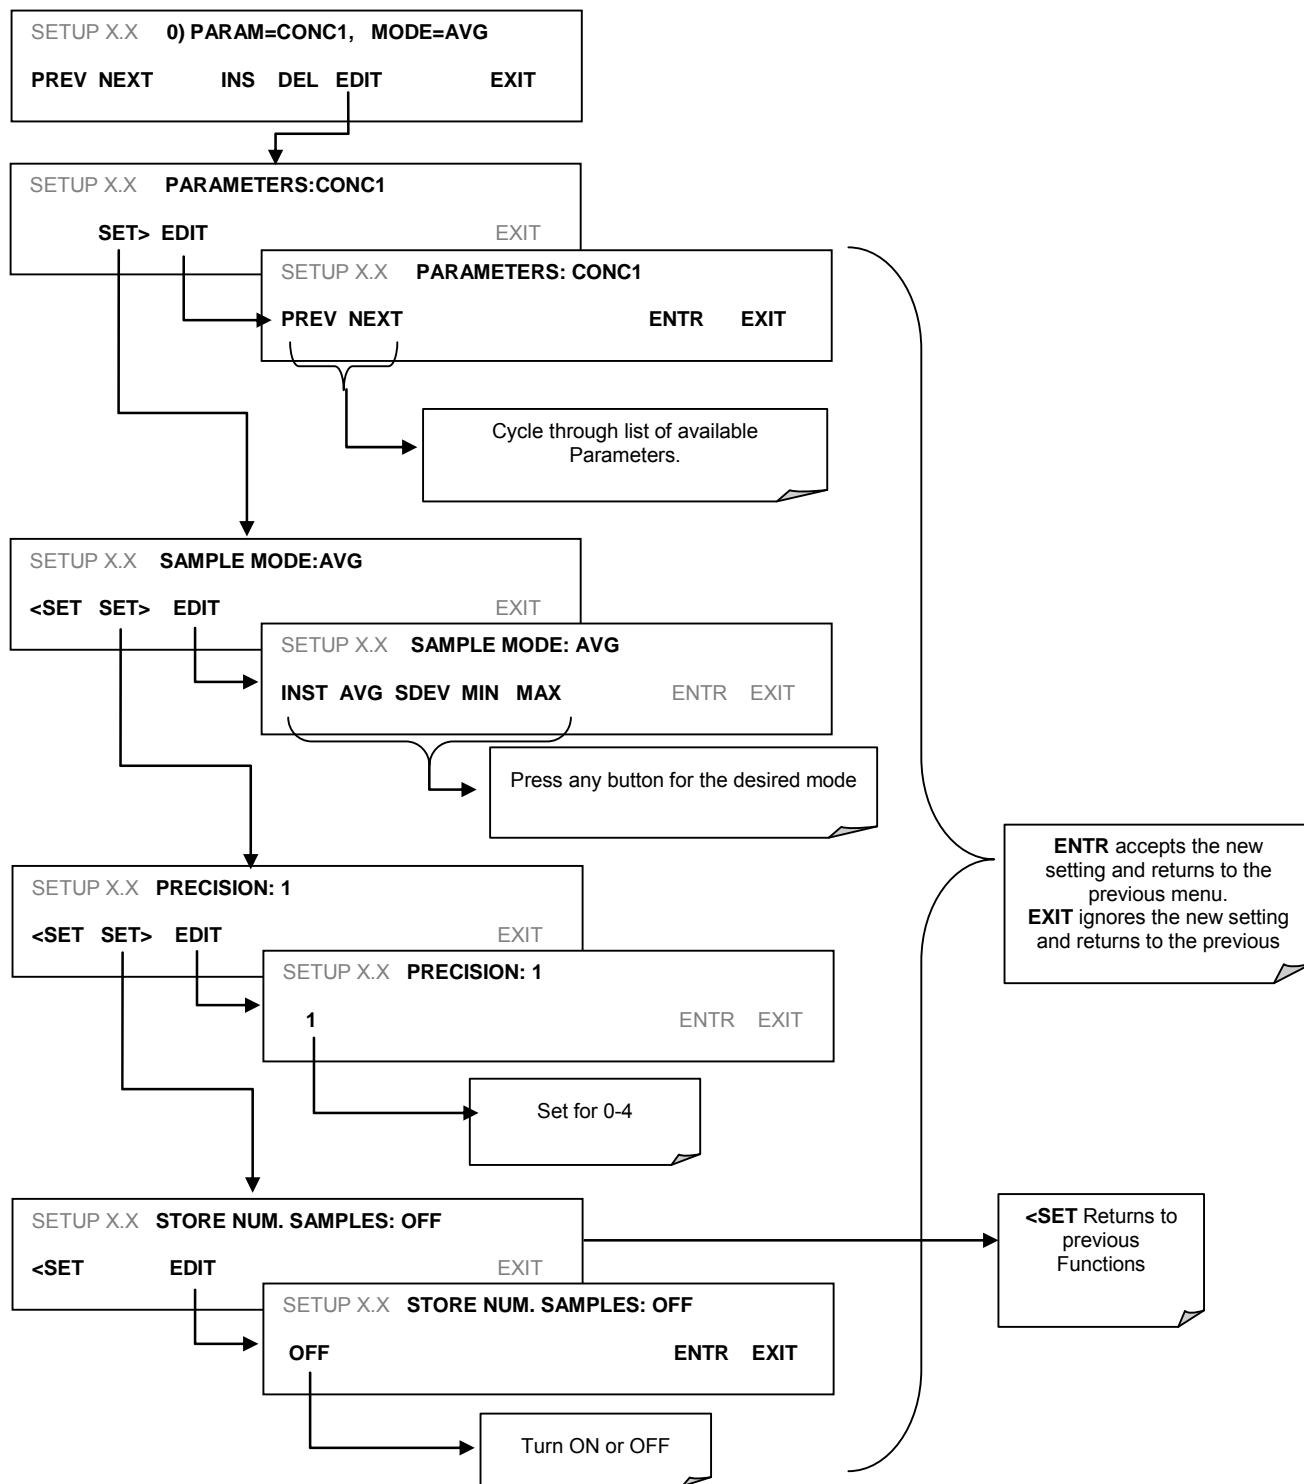 SETUP X.X 0) PARAM=CONC1, MODE=AVG
PREV NEXT INS DEL EDIT EXIT
SETUP X.X PARAMETERS:CONC1
SET> EDIT EXIT
SETUP X.X PARAMETERS: CONC1
PREV NEXT ENTR EXIT
Cycle through list of available
Parameters.
SETUP X.X SAMPLE MODE:AVG
<SET SET> EDIT EXIT
SETUP X.X SAMPLE MODE: AVG
INST AVG SDEV MIN MAX ENTR EXIT
Press any button for the desired mode
SETUP X.X PRECISION: 1
<SET SET> EDIT EXIT
SETUP X.X PRECISION: 1
1 ENTR EXIT
Set for 0-4
ENTR accepts the new
setting and returns to the
previous menu.
EXIT ignores the new setting
and returns to the previous
SETUP X.X STORE NUM. SAMPLES: OFF
<SET EDIT EXIT
SETUP X.X STORE NUM. SAMPLES: OFF
OFF ENTR EXIT
Turn ON or OFF
<SET Returns to
previous
Functions